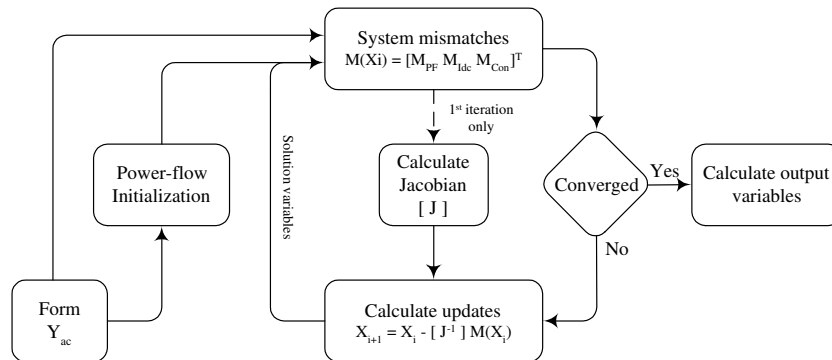 System mismatches
M(Xi) = [M_PF M_Idc M_Con]^T
1st iteration
only
Solution variables
Power-flow
Initialization
Calculate
Jacobian
[ J ]
Converged
Yes
Calculate output
variables
No
Form
Y_ac
Calculate updates
X_i+1 = X_i - [ J^-1 ] M(X_i)